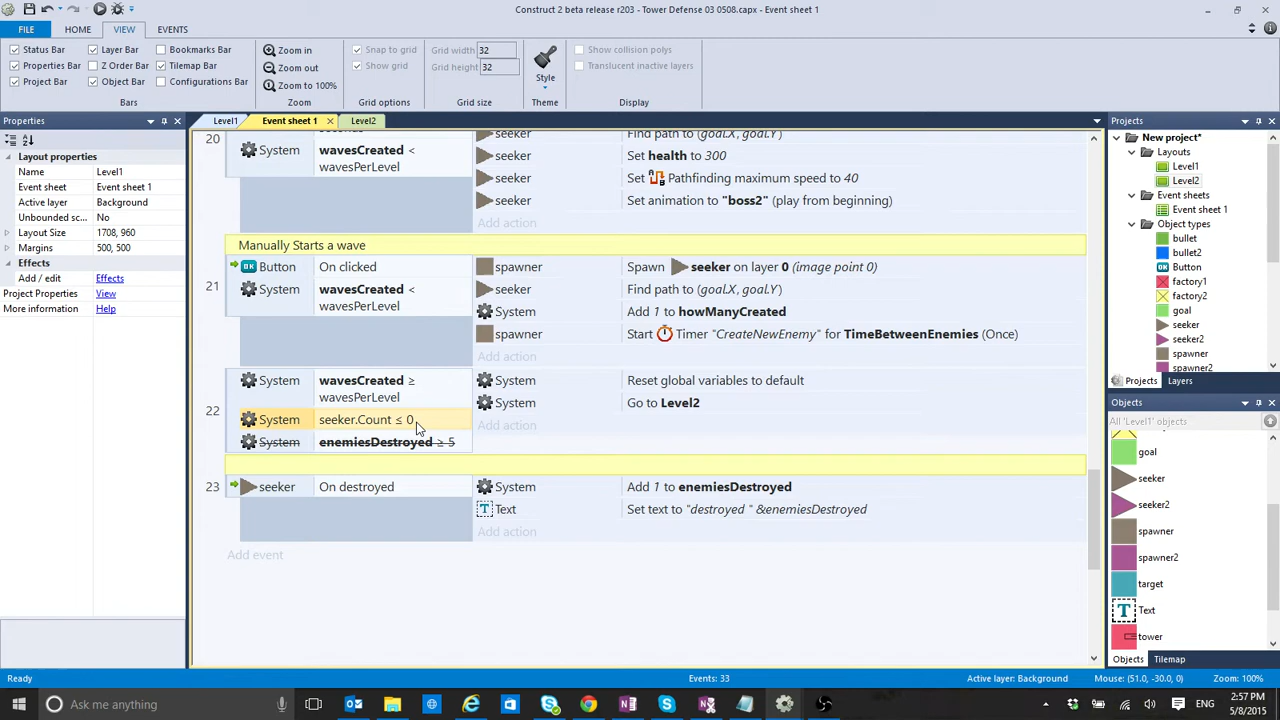 Construct 2 beta release r203 - Tower Defense 03 0508.capx - Event sheet 1
FILE HOME VIEW EVENTS
Status Bar Layer Bar Bookmarks Bar Zoom in Snap to grid Grid width 32 Show collision polys
Properties Bar Z Order Bar Tilemap Bar Zoom out Show grid Grid height 32 Translucent inactive layers
Project Bar Object Bar Configurations Bar Zoom to 100% Style
Bars Zoom Grid options Grid size Theme Display
Properties Level1 Event sheet 1 Level2 Projects
Layout properties
Name Level1
Event sheet Event sheet 1
Active layer Background
Unbounded sc... No
Layout Size 1708, 960
Margins 500, 500
Effects
Add / edit Effects
Project Properties View
More information Help
20 seconds seeker Find path to (goal.X, goal.Y)
System wavesCreated < seeker Set health to 300
wavesPerLevel
seeker Set Pathfinding maximum speed to 40
seeker Set animation to "boss2" (play from beginning)
Add action
Manually Starts a wave
21 Button On clicked spawner Spawn seeker on layer 0 (image point 0)
System wavesCreated < seeker Find path to (goal.X, goal.Y)
wavesPerLevel System Add 1 to howManyCreated
spawner Start Timer "CreateNewEnemy" for TimeBetweenEnemies (Once)
Add action
22 System wavesCreated ≥ System Reset global variables to default
wavesPerLevel System Go to Level2
System seeker.Count ≤ 0 Add action
System enemiesDestroyed ≥ 5
23 seeker On destroyed System Add 1 to enemiesDestroyed
Text Set text to "destroyed " &enemiesDestroyed
Add action
Add event
New project*
Layouts
Level1
Level2
Event sheets
Event sheet 1
Object types
bullet
bullet2
Button
factory1
factory2
goal
seeker
seeker2
spawner
spawner2
Projects Layers
Objects
All 'Level1' objects
goal
seeker
seeker2
spawner
spawner2
target
Text
tower
Objects Tilemap
Ready Events: 33 Active layer: Background Mouse: (51.0, -30.0, 0) Zoom: 100%
Ask me anything ENG 2:57 PM
5/8/2015